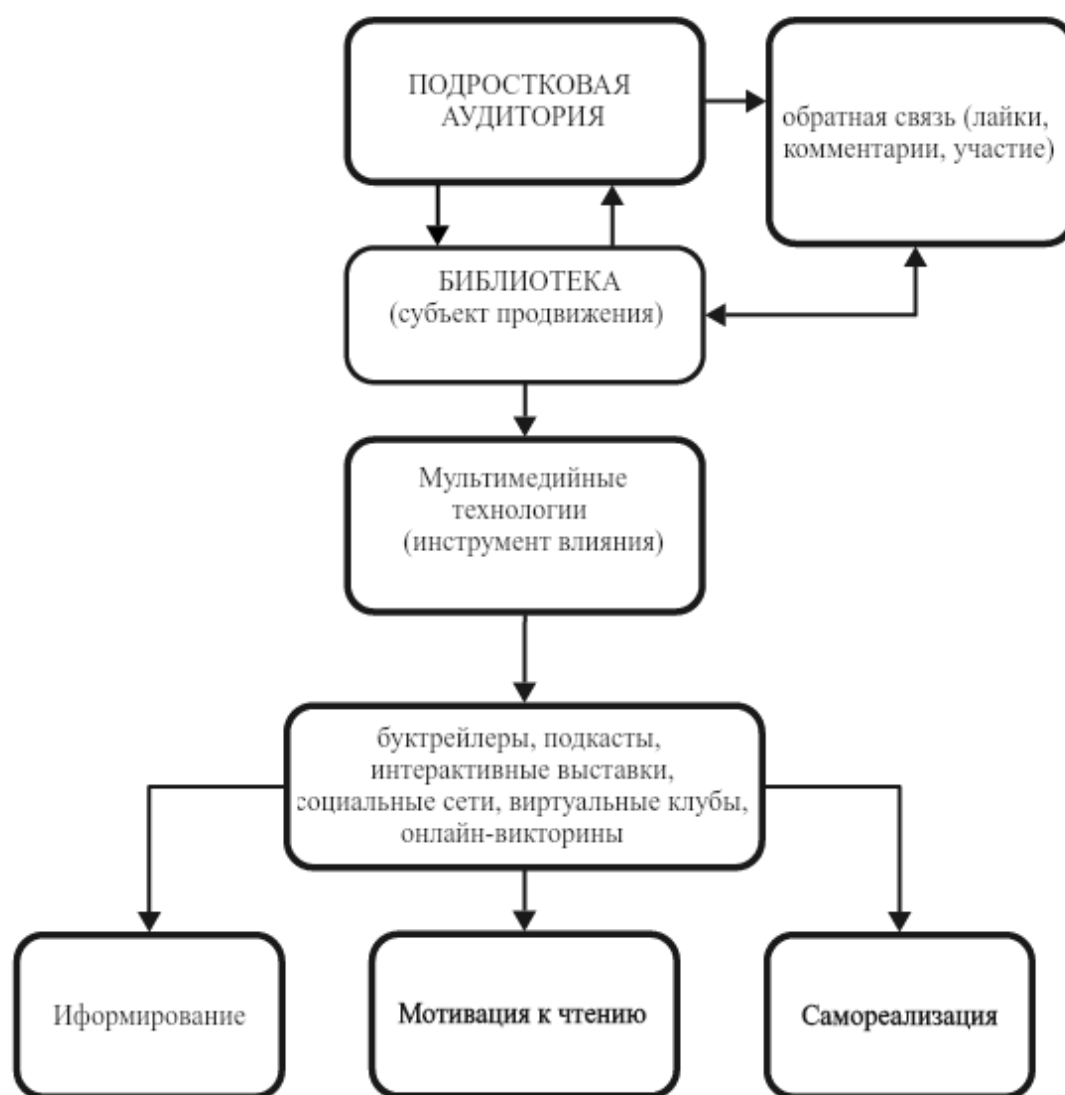 ПОДРОСТКОВАЯ
АУДИТОРИЯ
обратная связь (лайки,
комментарии, участие)
БИБЛИОТЕКА
(субъект продвижения)
Мультимедийные
технологии
(инструмент влияния)
буктрейлеры, подкасты,
интерактивные выставки,
социальные сети, виртуальные клубы,
онлайн-викторины
Иформирование
Мотивация к чтению
Самореализация